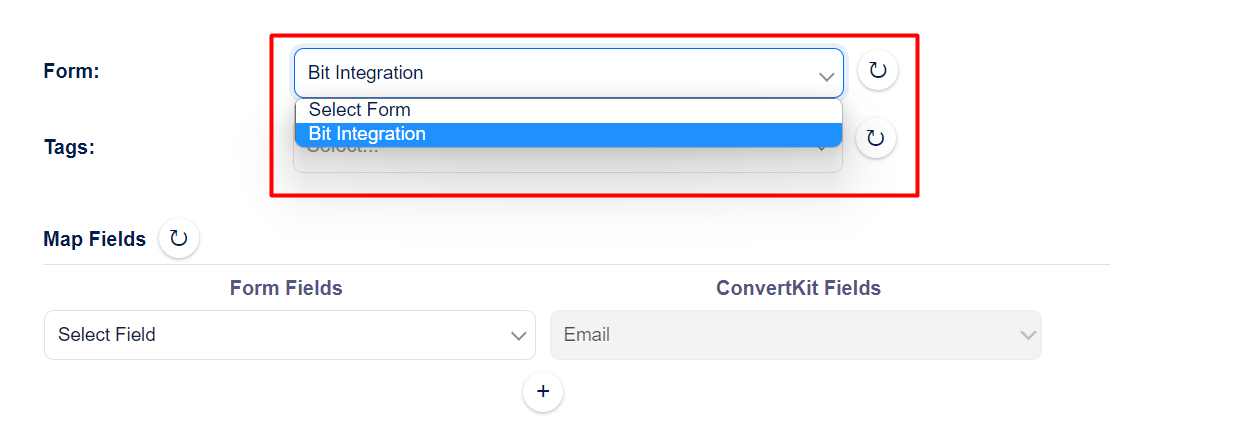 Form:
Bit Integration
Select Form
Bit Integration
Tags:
Select...
Map Fields
Form Fields
ConvertKit Fields
Select Field
Email
+